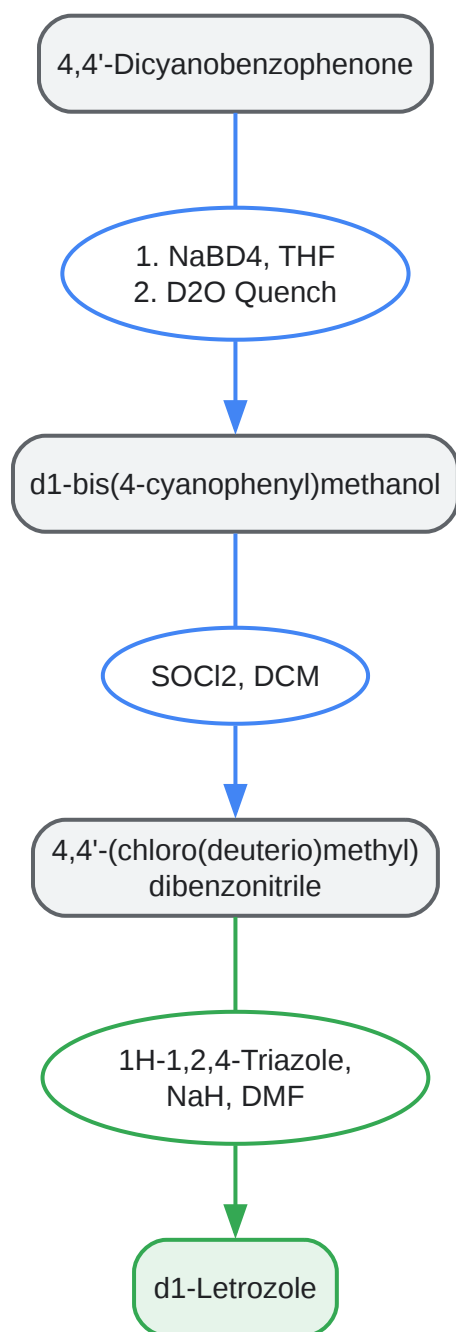 4,4'-Dicyanobenzophenone
1. NaBD4, THF
2. D2O Quench
d1-bis(4-cyanophenyl)methanol
SOCl2, DCM
4,4'-(chloro(deuterio)methyl)
dibenzonitrile
1H-1,2,4-Triazole,
NaH, DMF
d1-Letrozole